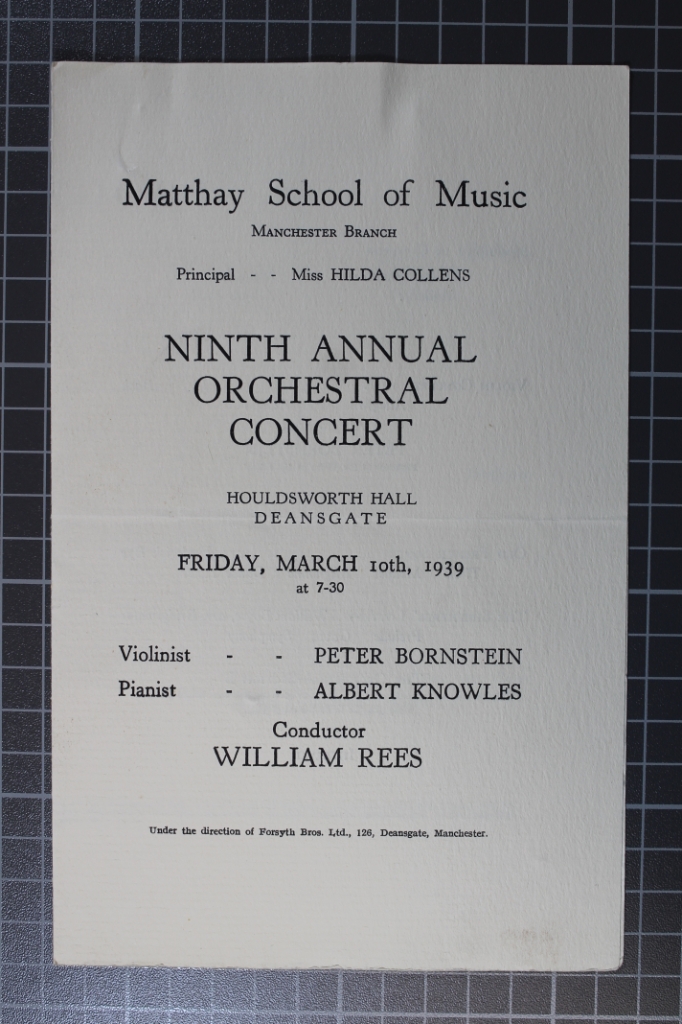 Matthay School of Music
Manchester Branch
Principal - - Miss HILDA COLLENS
NINTH ANNUAL
ORCHESTRAL
CONCERT
HOULDSWORTH HALL
DEANSGATE
FRIDAY, MARCH 10th, 1939
at 7-30
Violinist - - PETER BORNSTEIN
Pianist - - ALBERT KNOWLES
Conductor
WILLIAM REES
Under the direction of Forsyth Bros. Ltd., 126, Deansgate, Manchester.